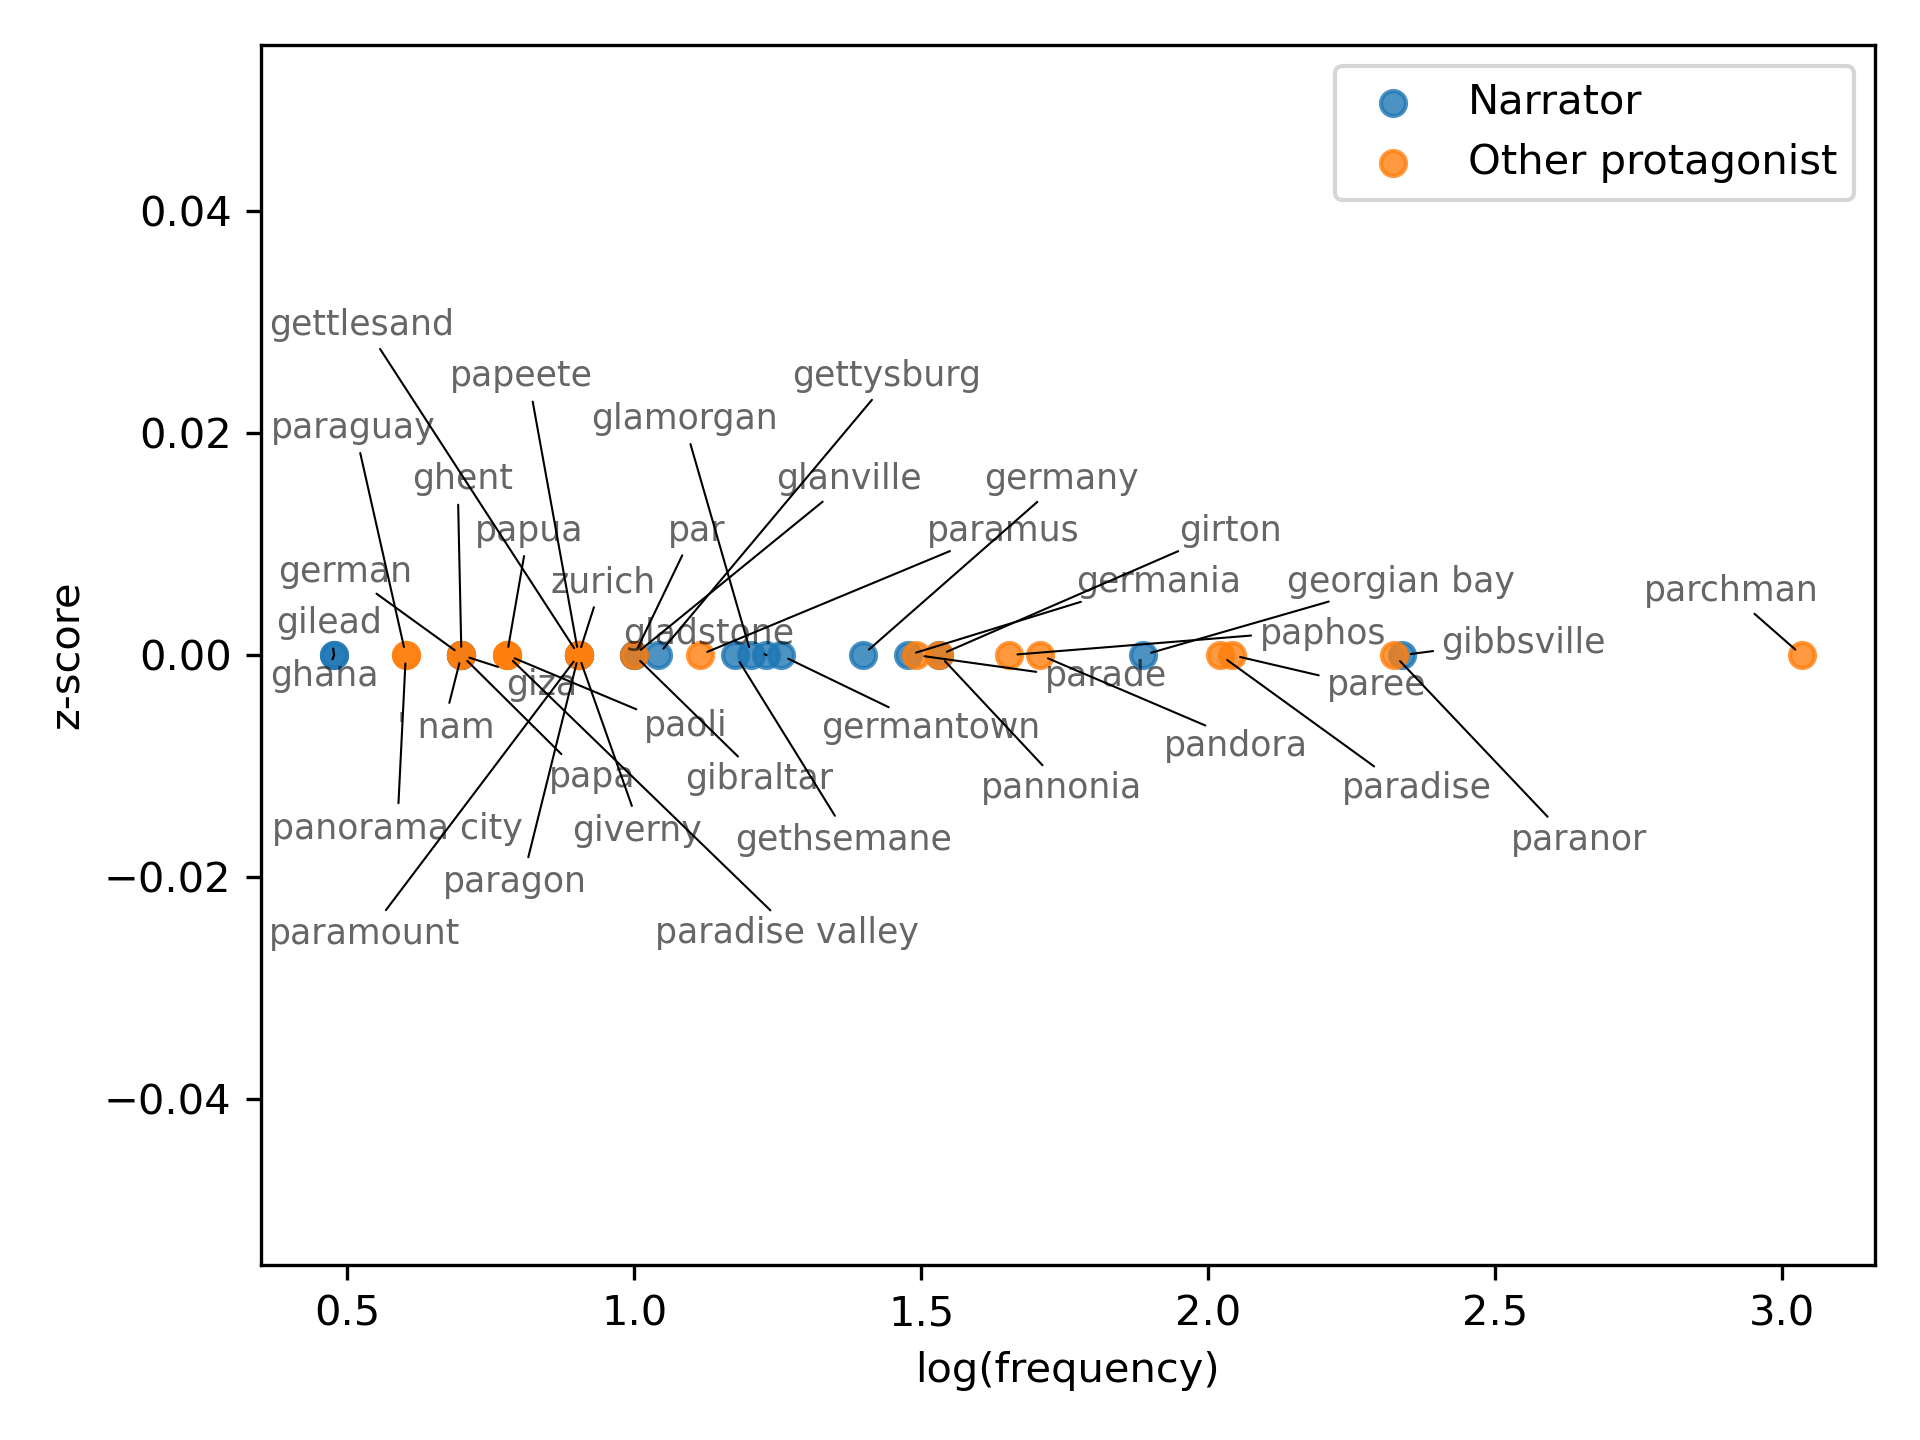 Narrator
Other protagonist
0.04
gettlesand
papeete
gettysburg
glamorgan
paraguay
0.02
ghent
glanville
germany
papua
par
paramus
girton
german
zurich
germania
georgian bay
parchman
gilead
gladstone
paphos
gibbsville
0.00
ghana
giza
parade
paree
z-score
' nam
paoli
germantown
pandora
papa
gibraltar
pannonia
paradise
panorama city
giverny
gethsemane
paranor
−0.02
paragon
paramount
paradise valley
−0.04
0.5 1.0 1.5 2.0 2.5 3.0
log(frequency)